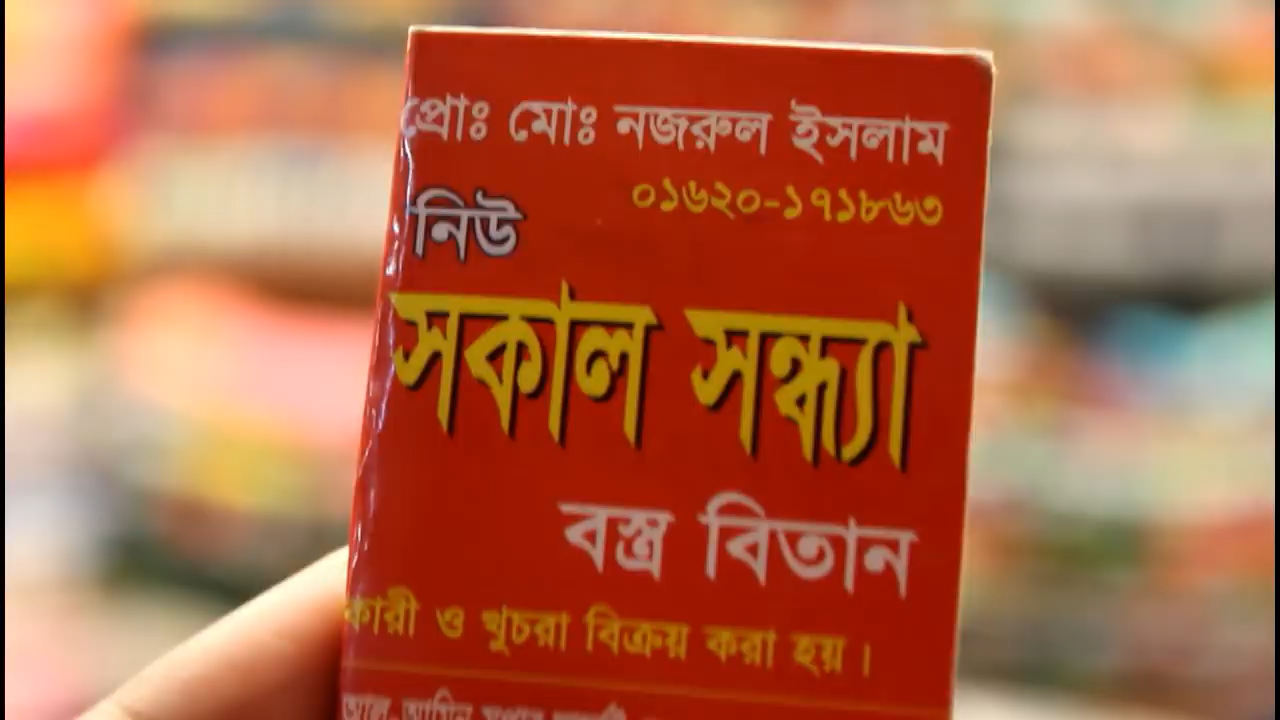 প্রোঃ মোঃ নজরুল ইসলাম
০১৬২০-১৭১৮৬৩
নিউ
সকাল সন্ধ্যা
বস্ত্র বিতান
কারী ও খুচরা বিক্রয় করা হয়।